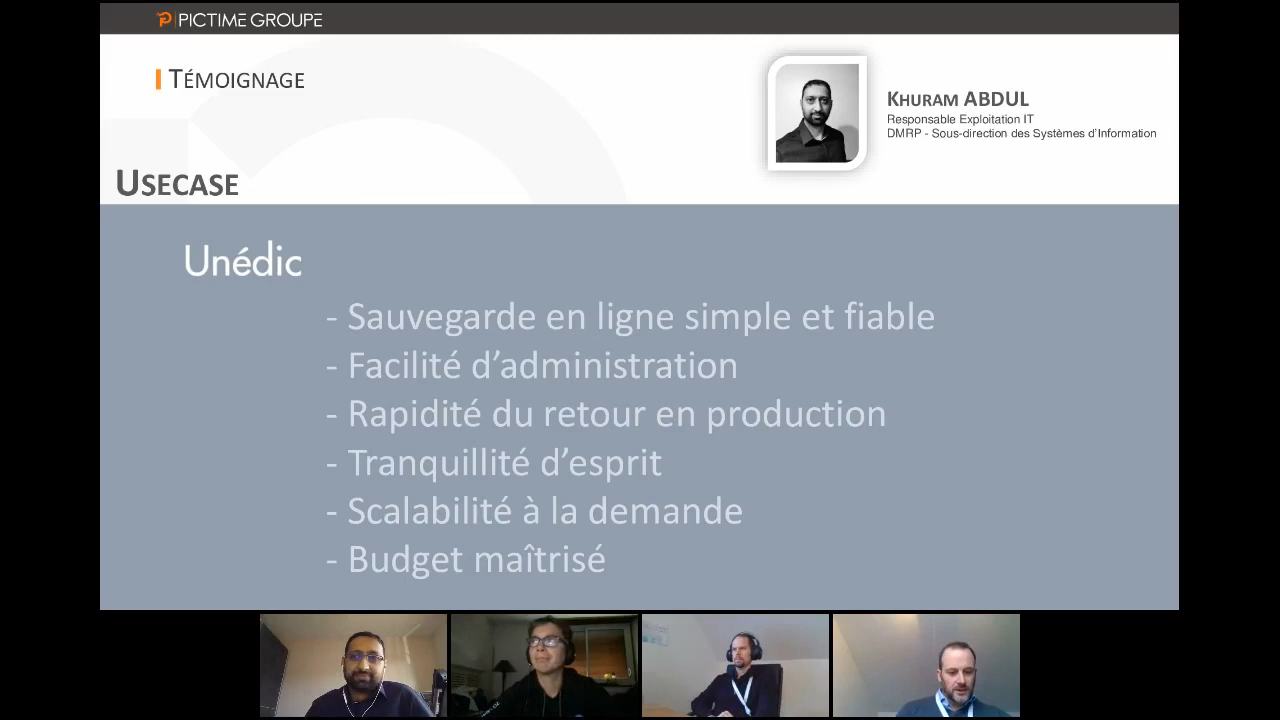 PICTIME GROUPE
TÉMOIGNAGE
KHURAM ABDUL
Responsable Exploitation IT
DMRP - Sous-direction des Systèmes d'Information
USECASE
Unédic
- Sauvegarde en ligne simple et fiable
- Facilité d’administration
- Rapidité du retour en production
- Tranquillité d’esprit
- Scalabilité à la demande
- Budget maîtrisé